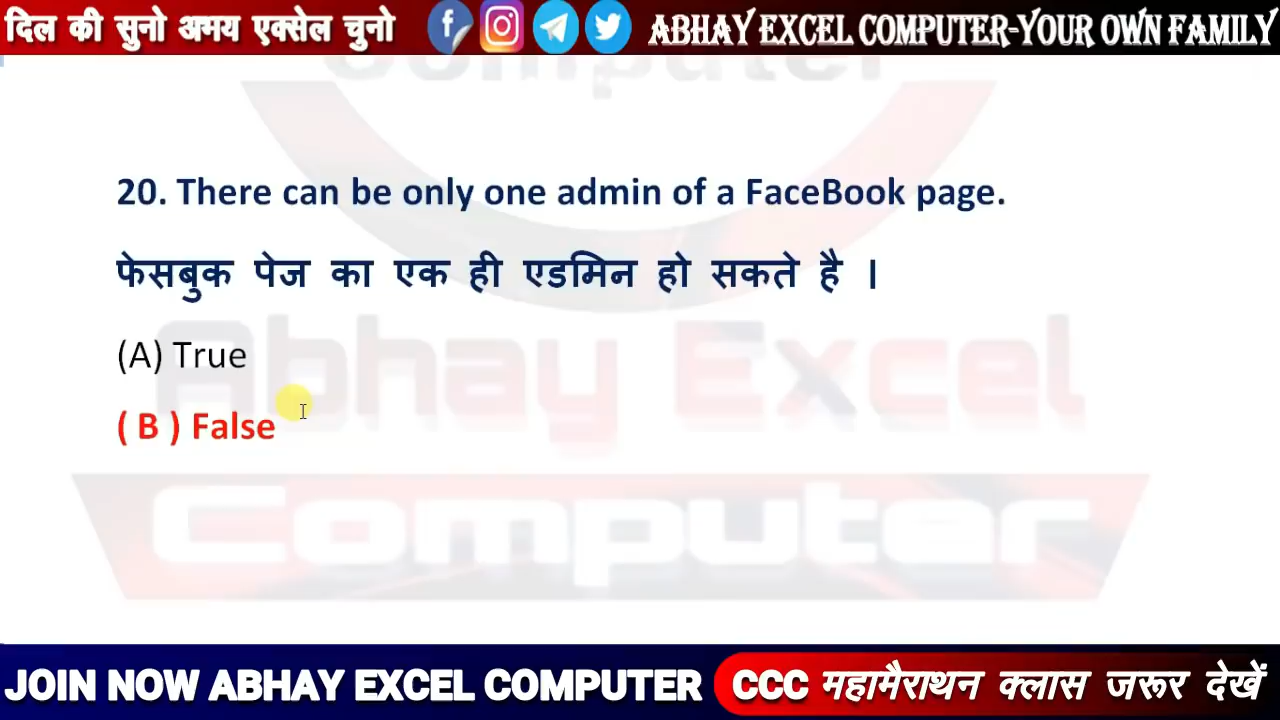 दिल की सुनो अभय एक्सेल चुनो ABHAY EXCEL COMPUTER-YOUR OWN FAMILY
Computer
20. There can be only one admin of a FaceBook page.
फेसबुक पेज का एक ही एडमिन हो सकते है ।
(A) True
Abhay Excel
( B ) False
Computer
JOIN NOW ABHAY EXCEL COMPUTER CCC महामैराथन क्लास जरूर देखें